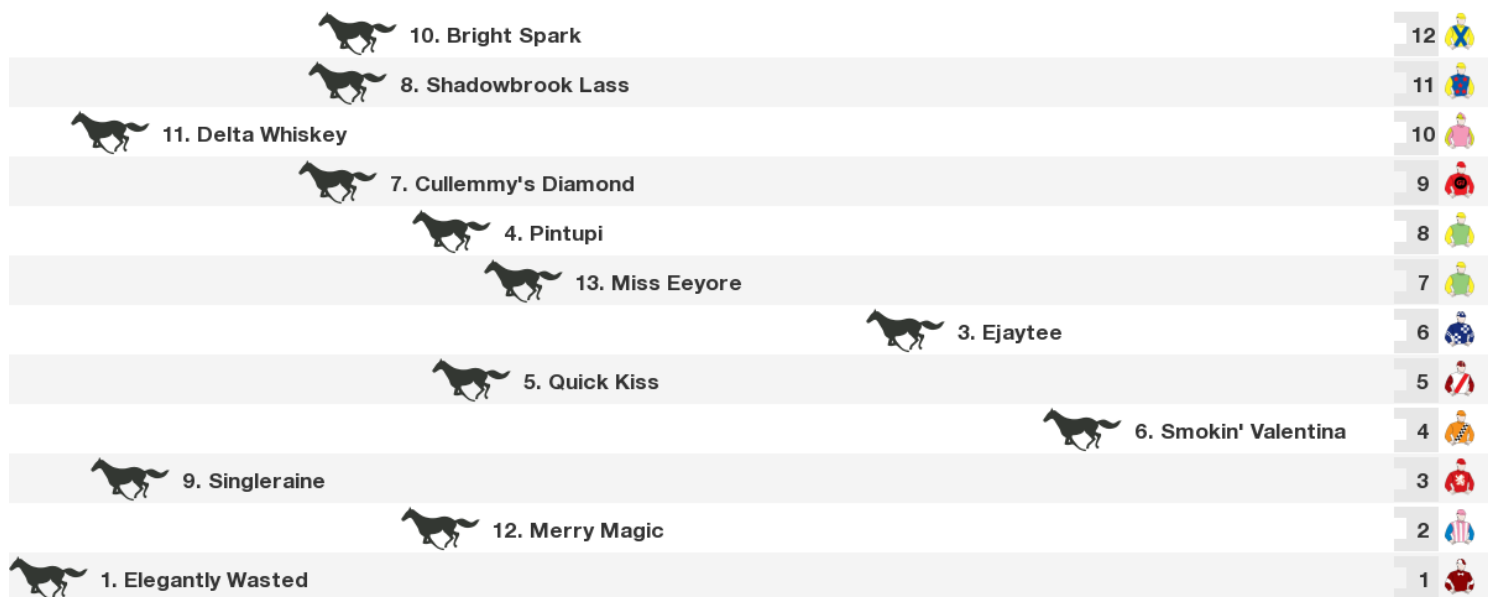 10. Bright Spark 12
8. Shadowbrook Lass 11
11. Delta Whiskey 10
7. Cullemmy's Diamond 9
4. Pintupi 8
13. Miss Eeyore 7
3. Ejaytee 6
5. Quick Kiss 5
6. Smokin' Valentina 4
9. Singleraine 3
12. Merry Magic 2
1. Elegantly Wasted 1